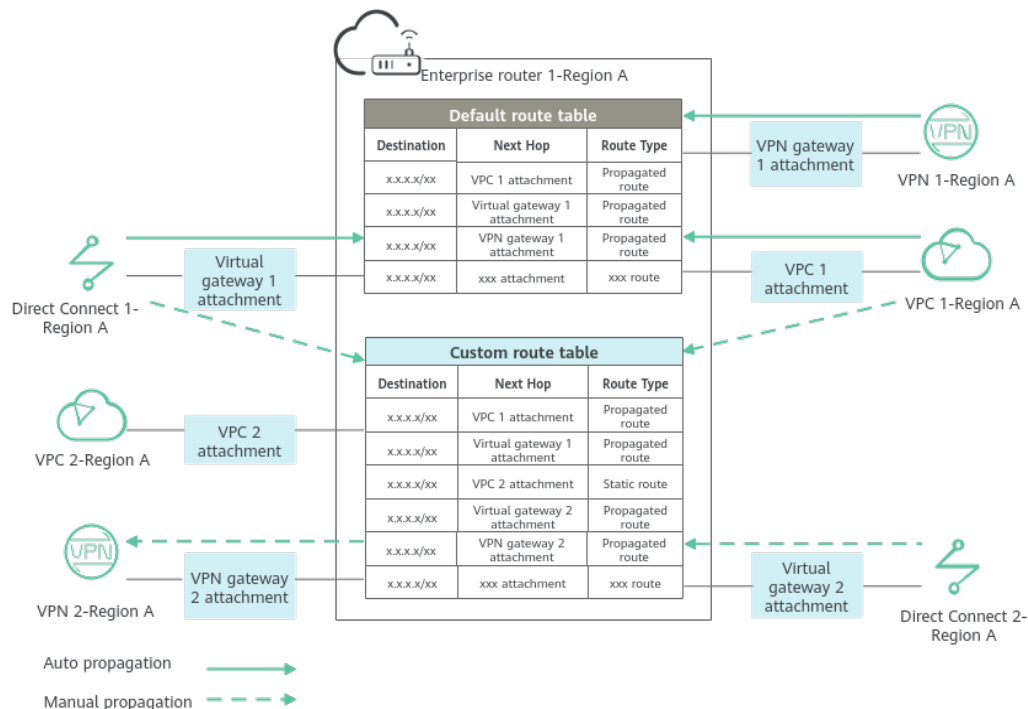 Enterprise router 1-Region A
Default route table
Destination Next Hop Route Type
x.x.x.x/xx VPC 1 attachment Propagated
route
x.x.x.x/xx Virtual gateway 1
attachment Propagated
route
x.x.x.x/xx VPN gateway 1
attachment Propagated
route
x.x.x.x/xx xxx attachment xxx route
VPN
VPN gateway
1 attachment
VPN 1-Region A
Virtual
gateway 1
attachment
Direct Connect 1-
Region A
VPC 1
attachment
VPC 1-Region A
Custom route table
Destination Next Hop Route Type
x.x.x.x/xx VPC 1 attachment Propagated
route
x.x.x.x/xx Virtual gateway 1
attachment Propagated
route
x.x.x.x/xx VPC 2 attachment Static route
x.x.x.x/xx Virtual gateway 2
attachment Propagated
route
x.x.x.x/xx VPN gateway 2
attachment Propagated
route
x.x.x.x/xx xxx attachment xxx route
VPC 2
attachment
VPC 2-Region A
VPN
VPN gateway
2 attachment
VPN 2-Region A
Virtual
gateway 2
attachment
Direct Connect 2-
Region A
Auto propagation
Manual propagation